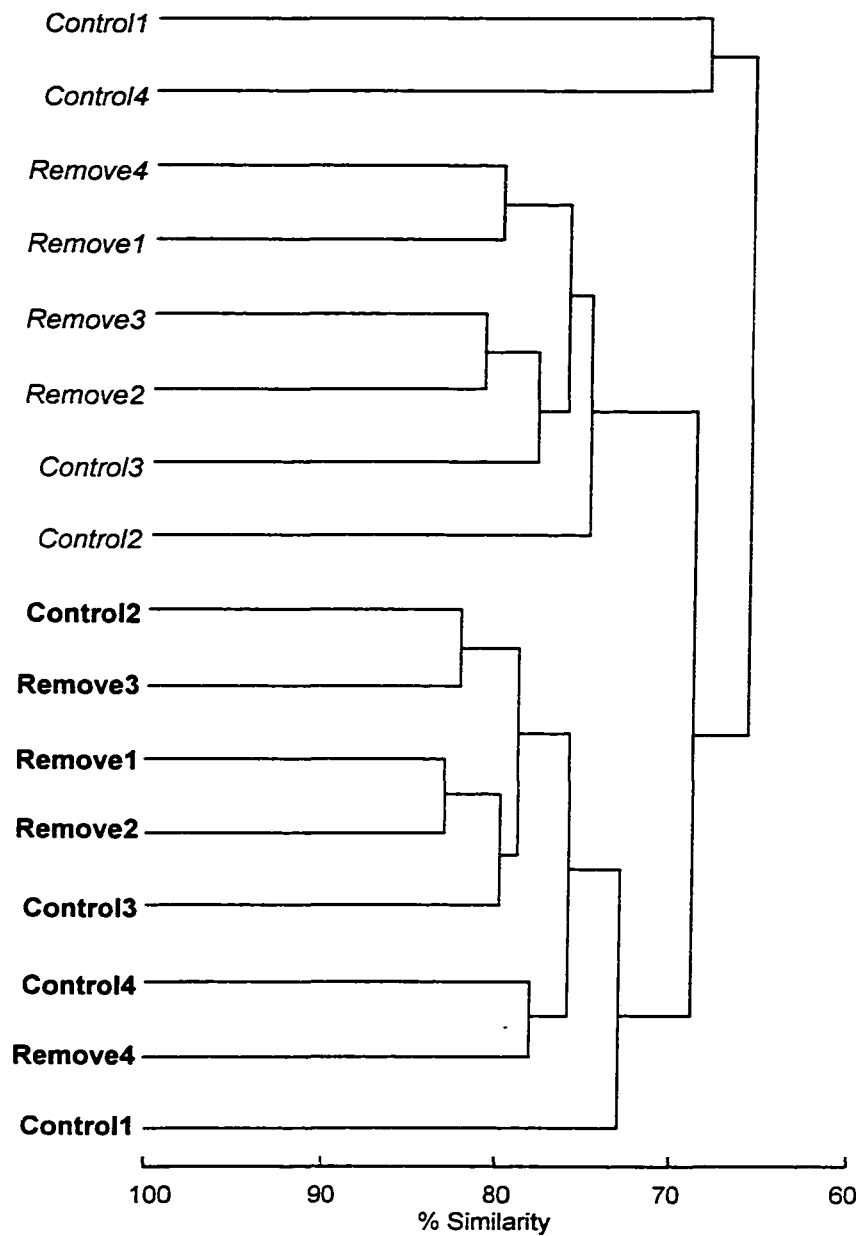 Control1
Control4
Remove4
Remove1
Remove3
Remove2
Control3
Control2
Control2
Remove3
Remove1
Remove2
Control3
Control4
Remove4
Control1
100 90 80 70 60
% Similarity